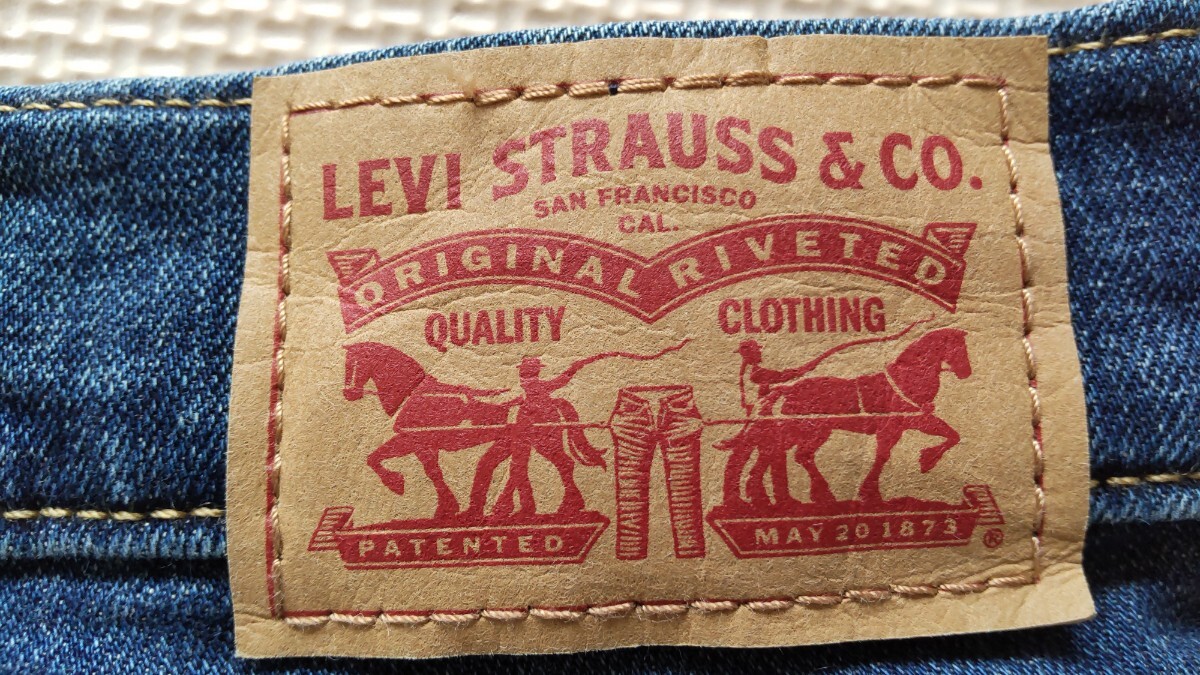 LEVI STRAUSS & CO.
SAN FRANCISCO
CAL.
ORIGINAL RIVETED
QUALITY CLOTHING
PATENTED MAY 20 1873 ®